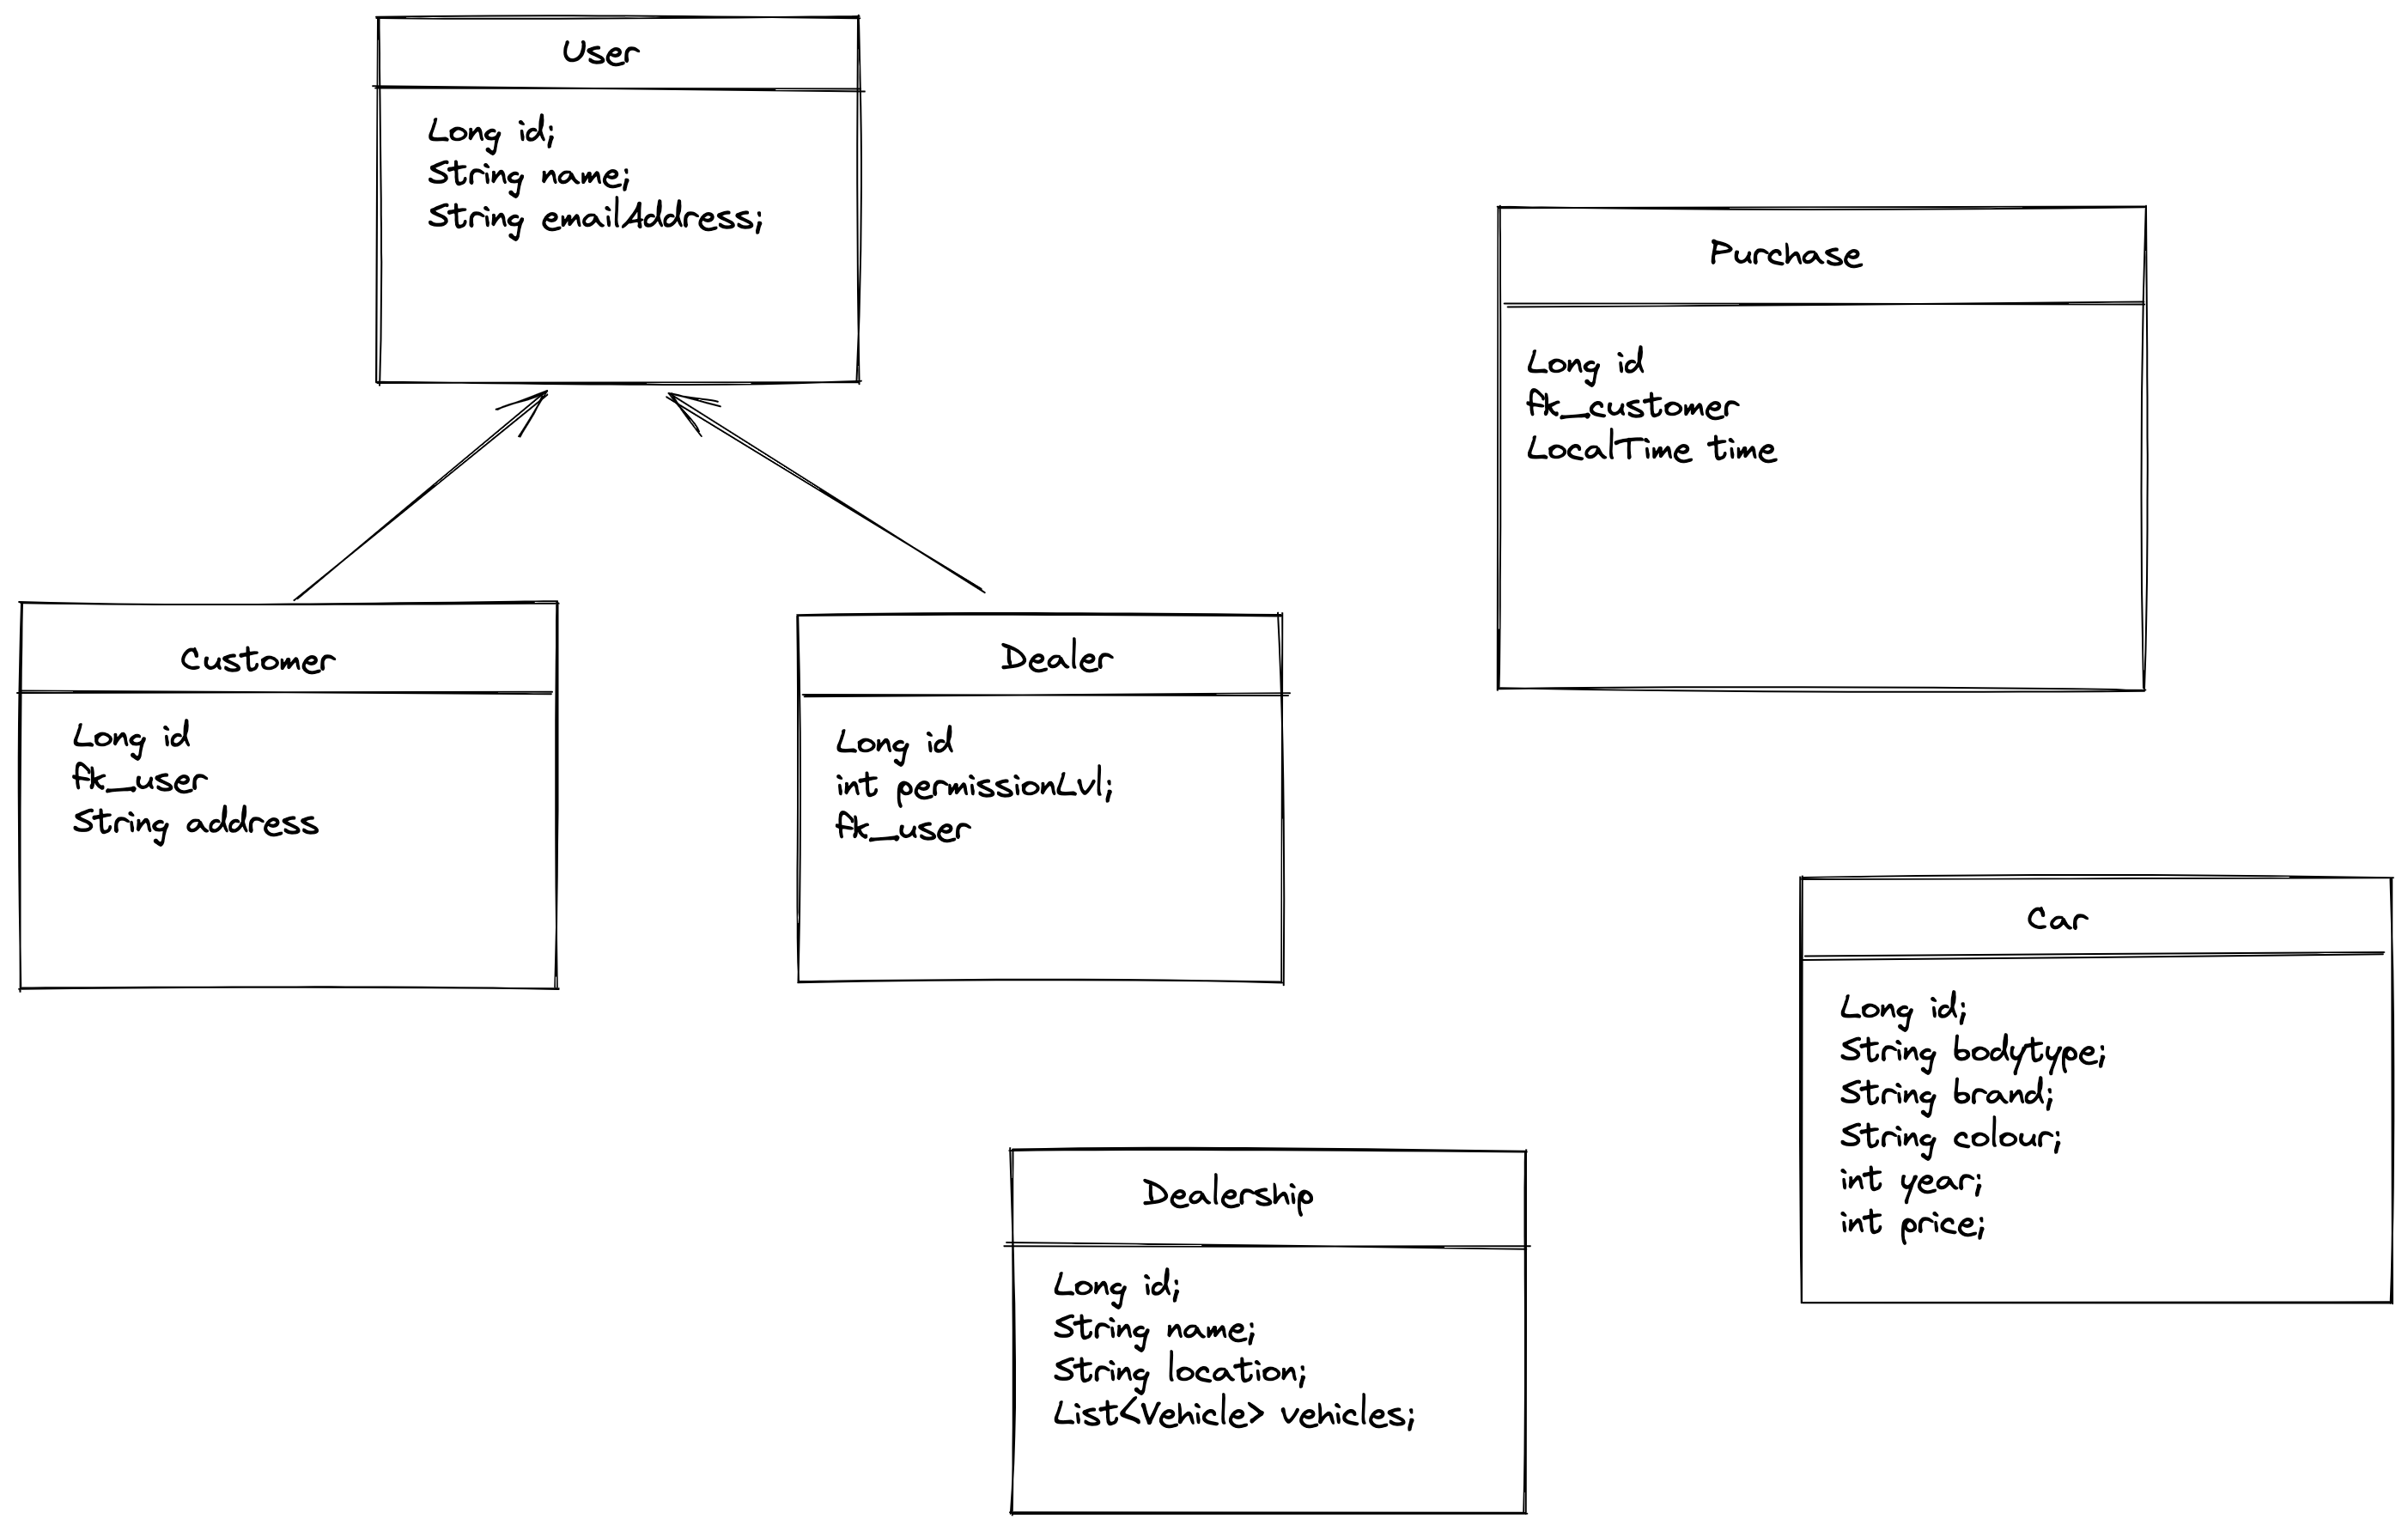 User
Long id;
String name;
String emailAddress;
Purchase
Long id
fk_customer
LocalTime time
Customer
Long id
fk_user
String address
Dealer
Long id
int permissionLvl;
fk_user
Car
Long id;
String bodytype;
String brand;
String colour;
int year;
int price;
Dealership
Long id;
String name;
String location;
List<Vehicle> vehicles;